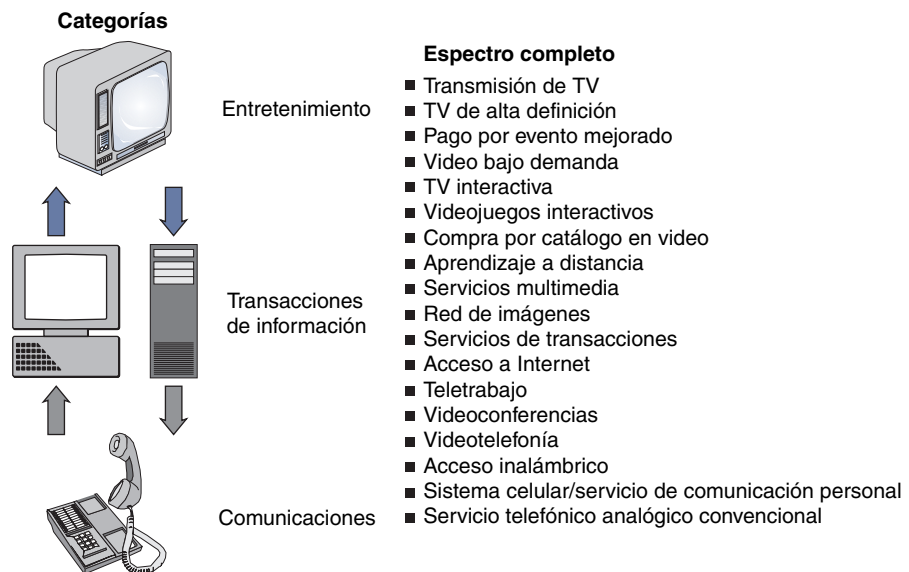 Categorías
Entretenimiento
Transacciones
de información
Comunicaciones
Espectro completo
Transmisión de TV
TV de alta definición
Pago por evento mejorado
Video bajo demanda
TV interactiva
Videojuegos interactivos
Compra por catálogo en video
Aprendizaje a distancia
Servicios multimedia
Red de imágenes
Servicios de transacciones
Acceso a Internet
Teletrabajo
Videoconferencias
Videotelefonía
Acceso inalámbrico
Sistema celular/servicio de comunicación personal
Servicio telefónico analógico convencional